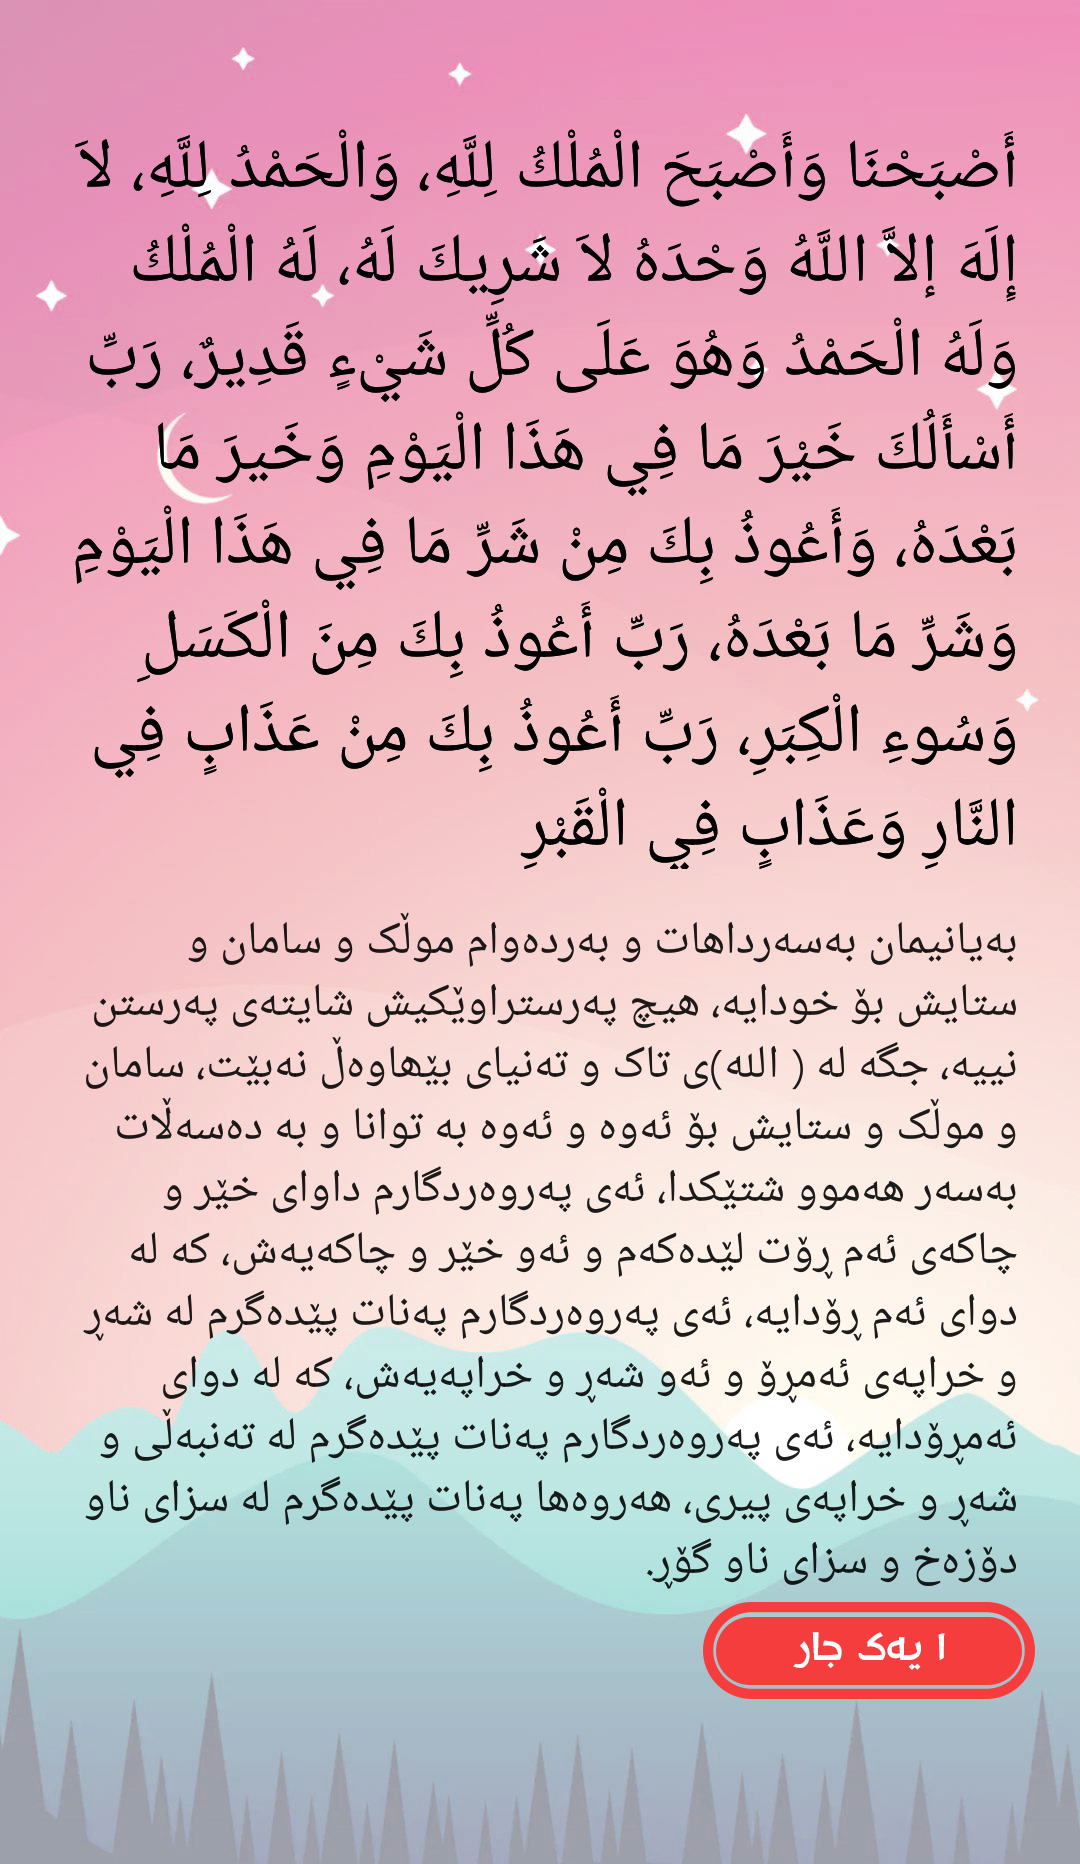 أَصْبَحْنَا وَأَصْبَحَ الْمُلْكُ لِلَّهِ، وَالْحَمْدُ لِلَّهِ، لاَ
إِلَهَ إلاَّ اللَّهُ وَحْدَهُ لاَ شَرِيكَ لَهُ، لَهُ الْمُلْكُ
وَلَهُ الْحَمْدُ وَهُوَ عَلَى كُلِّ شَيْءٍ قَدِيرٌ، رَبِّ
أَسْأَلُكَ خَيْرَ مَا فِي هَذَا الْيَوْمِ وَخَيرَ مَا
بَعْدَهُ، وَأَعُوذُ بِكَ مِنْ شَرِّ مَا فِي هَذَا الْيَوْمِ
وَشَرِّ مَا بَعْدَهُ، رَبِّ أَعُوذُ بِكَ مِنَ الْكَسَلِ
وَسُوءِ الْكِبَرِ، رَبِّ أَعُوذُ بِكَ مِنْ عَذَابٍ فِي
النَّارِ وَعَذَابٍ فِي الْقَبْرِ
بەیانیمان بەسەرداهات و بەردەوام موڵک و سامان و
ستایش بۆ خودایە، هیچ پەرستراوێکیش شایتەی پەرستن
نییە، جگە لە ( الله)ی تاک و تەنیای بێهاوەڵ نەبێت، سامان
و موڵک و ستایش بۆ ئەوە و ئەوە بە توانا و بە دەسەڵات
بەسەر هەموو شتێکدا، ئەی پەروەردگارم داوای خێر و
چاکەی ئەم ڕۆت لێدەکەم و ئەو خێر و چاکەیەش، کە لە
دوای ئەم ڕۆدایە، ئەی پەروەردگارم پەنات پێدەگرم لە شەڕ
و خراپەی ئەمڕۆ و ئەو شەڕ و خراپەیەش، کە لە دوای
ئەمڕۆدایە، ئەی پەروەردگارم پەنات پێدەگرم لە تەنبەڵی و
شەڕ و خراپەی پیری، هەروەها پەنات پێدەگرم لە سزای ناو
دۆزەخ و سزای ناو گۆڕ.
١ یەک جار